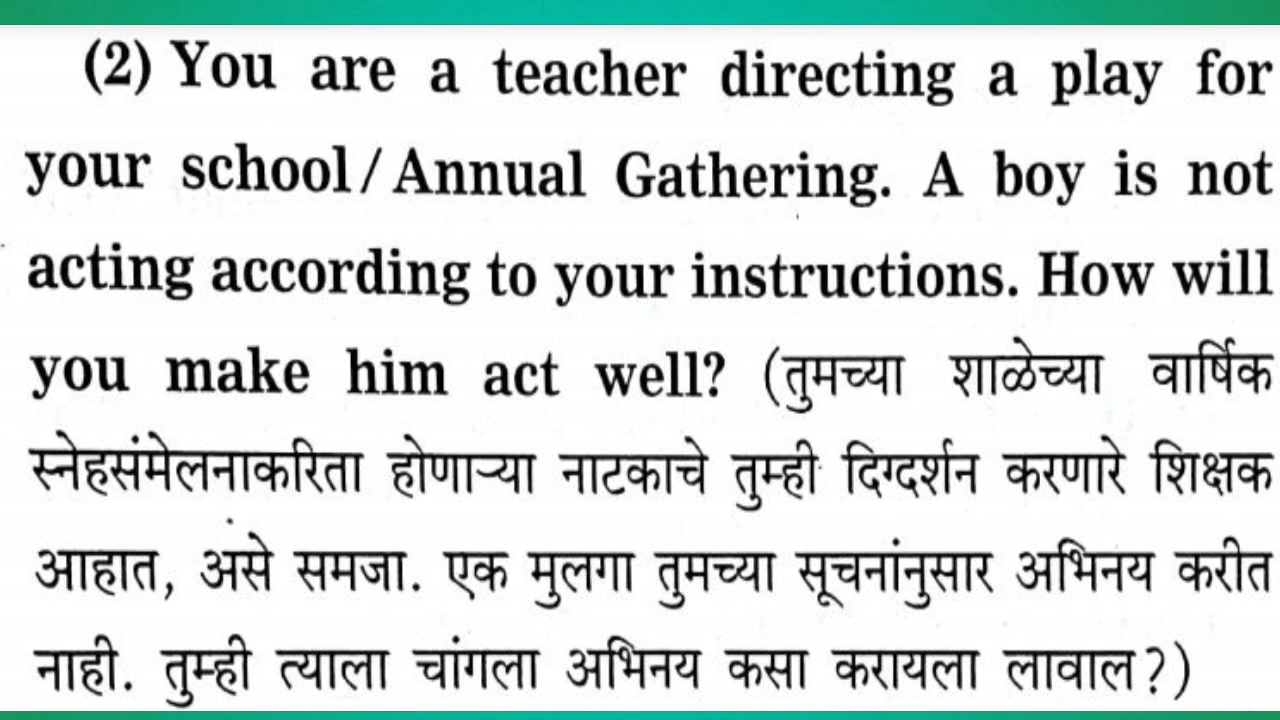 (2) You are a teacher directing a play for
your school/Annual Gathering. A boy is not
acting according to your instructions. How will
you make him act well? (तुमच्या शाळेच्या वार्षिक
स्नेहसंमेलनाकरिता होणाऱ्या नाटकाचे तुम्ही दिग्दर्शन करणारे शिक्षक
आहात, असे समजा. एक मुलगा तुमच्या सूचनांनुसार अभिनय करीत
नाही. तुम्ही त्याला चांगला अभिनय कसा करायला लावाल?)